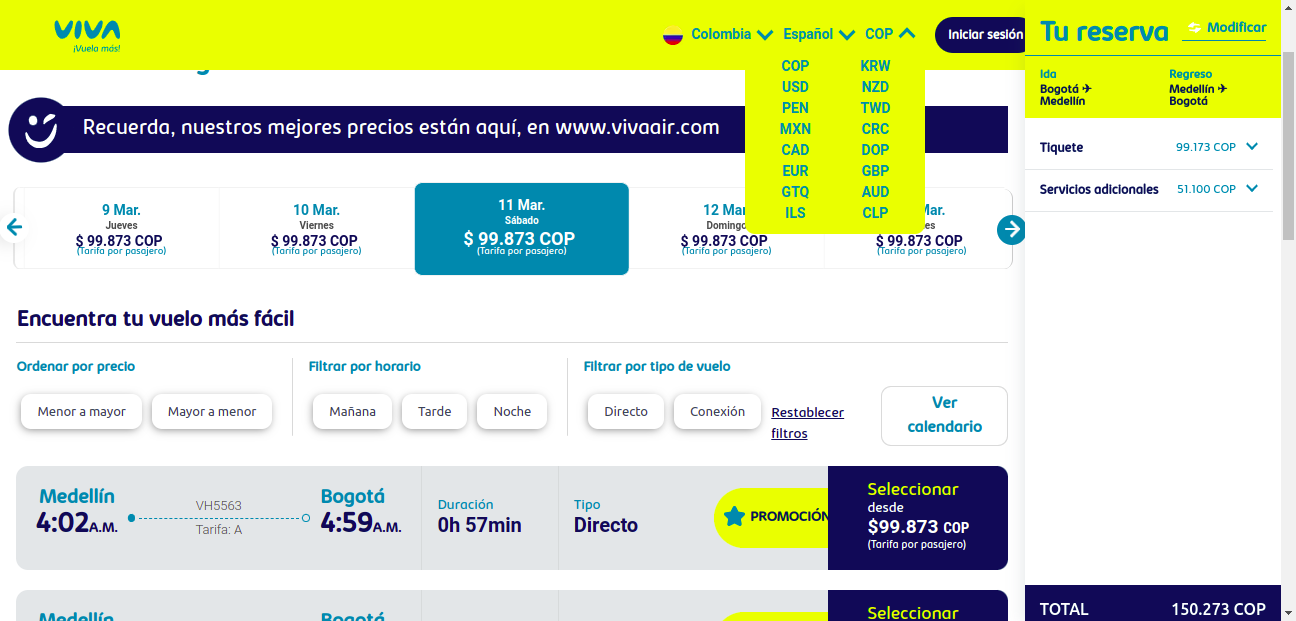 VIVA
¡Vuela más!
Colombia
Español
COP
Iniciar sesión
COP KRW
USD NZD
PEN TWD
MXN CRC
CAD DOP
EUR GBP
GTQ AUD
ILS CLP
Recuerda, nuestros mejores precios están aquí, en www.vivaair.com
9 Mar.
Jueves
$ 99.873 COP
(Tarifa por pasajero)
10 Mar.
Viernes
$ 99.873 COP
(Tarifa por pasajero)
11 Mar.
Sábado
$ 99.873 COP
(Tarifa por pasajero)
12 Mar
Domingo
$ 99.873 COP
(Tarifa por pasajero)
Mar.
es
$ 99.873 COP
(Tarifa por pasajero)
Encuentra tu vuelo más fácil
Ordenar por precio
Menor a mayor
Mayor a menor
Filtrar por horario
Mañana
Tarde
Noche
Filtrar por tipo de vuelo
Directo
Conexión
Restablecer
filtros
Ver
calendario
Medellín
4:02A.M.
VH5563
Tarifa: A
Bogotá
4:59A.M.
Duración
0h 57min
Tipo
Directo
PROMOCIÓN
Seleccionar
desde
$99.873 COP
(Tarifa por pasajero)
Medellín
Bogotá
Seleccionar
Tu reserva
Modificar
Ida
Bogotá ✈
Medellín
Regreso
Medellín ✈
Bogotá
Tiquete 99.173 COP
Servicios adicionales 51.100 COP
TOTAL 150.273 COP